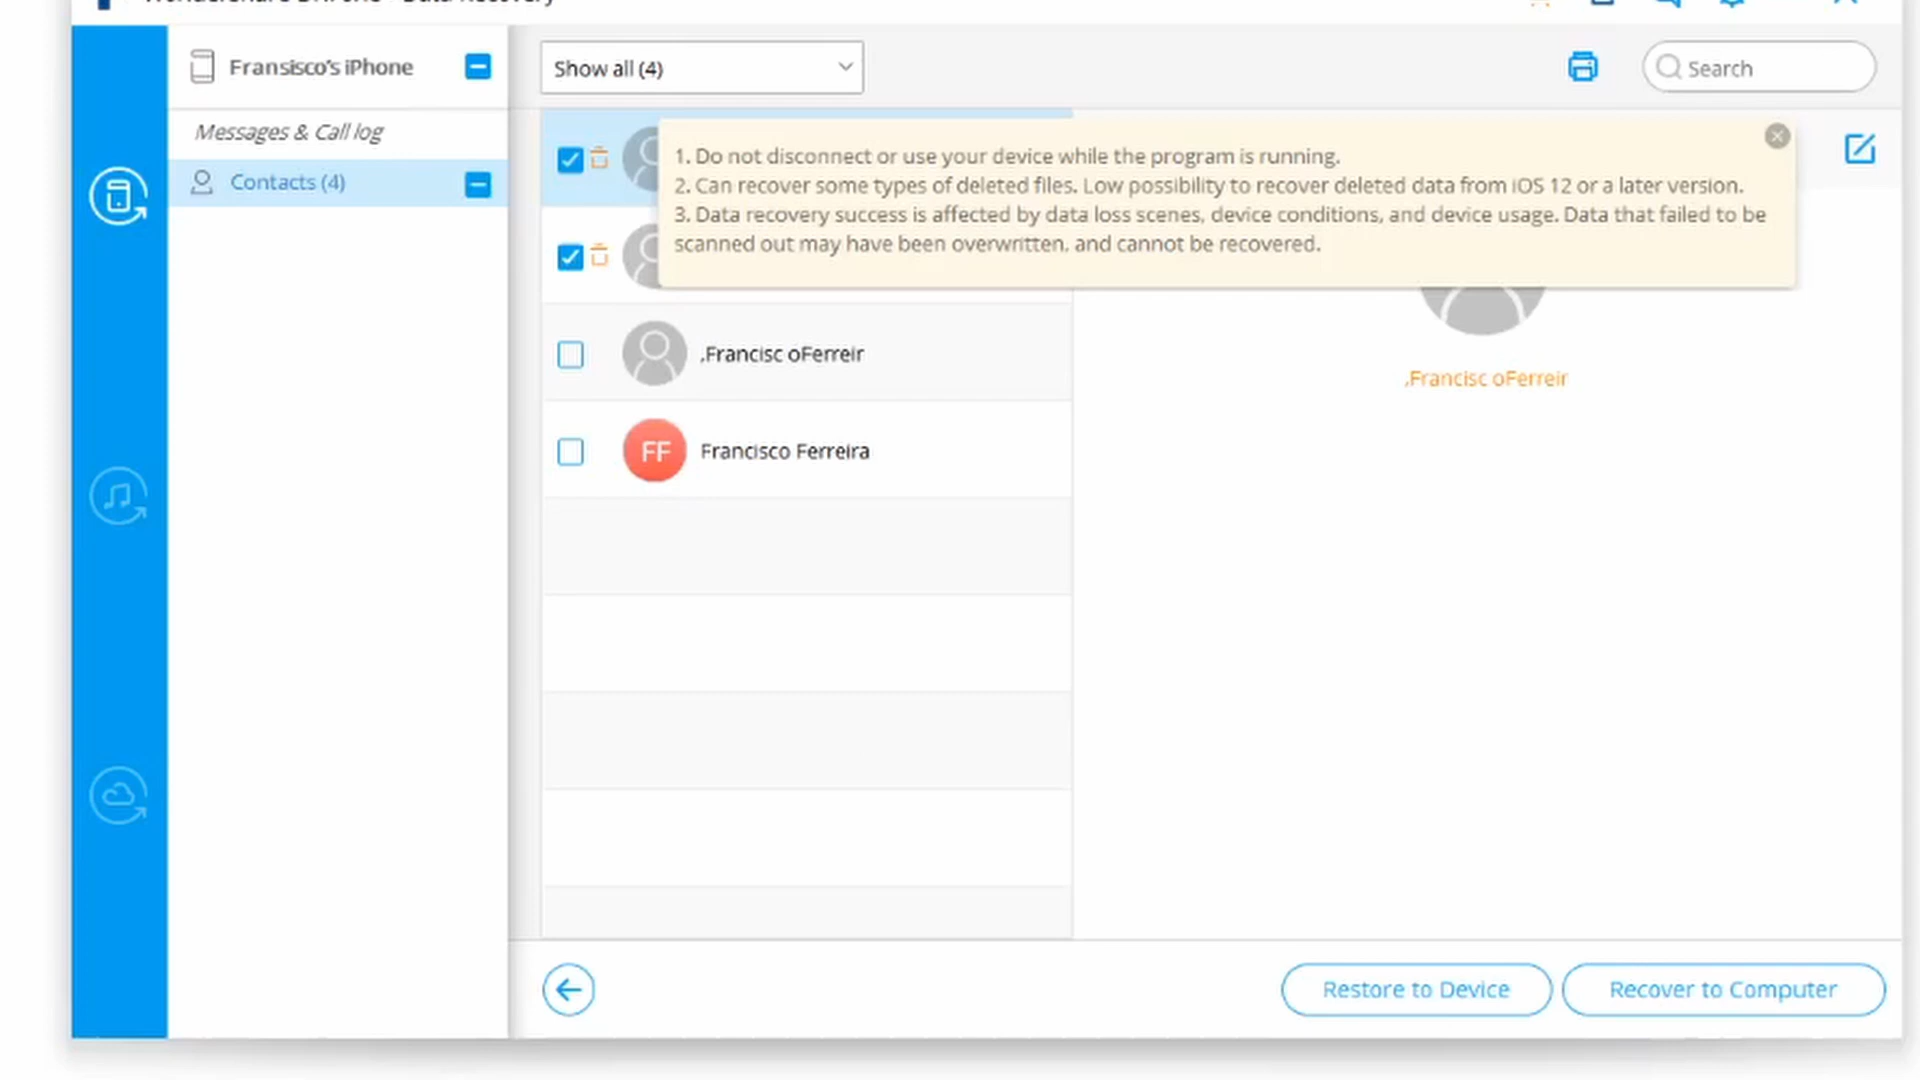 Fransisco's iPhone
Show all (4)
Search
Messages & Call log
Contacts (4)
1. Do not disconnect or use your device while the program is running.
2. Can recover some types of deleted files. Low possibility to recover deleted data from iOS 12 or a later version.
3. Data recovery success is affected by data loss scenes, device conditions, and device usage. Data that failed to be
scanned out may have been overwritten, and cannot be recovered.
,Francisc oFerreir
,Francisc oFerreir
FF
Francisco Ferreira
Restore to Device
Recover to Computer